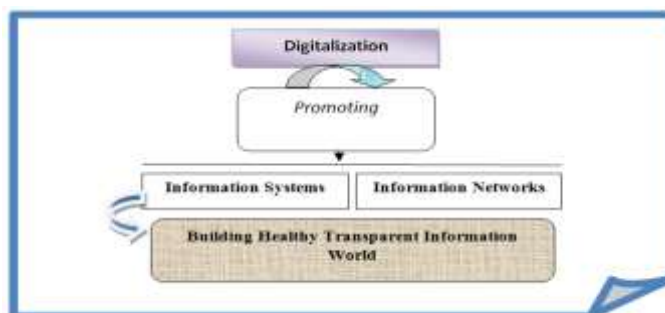 Digitalization
Promoting
Information Systems
Information Networks
Building Healthy Transparent Information
World